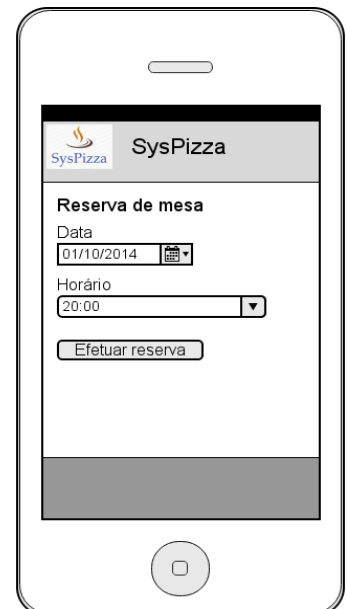 SysPizza
SysPizza
Reserva de mesa
Data
01/10/2014
Horário
20:00
Efetuar reserva